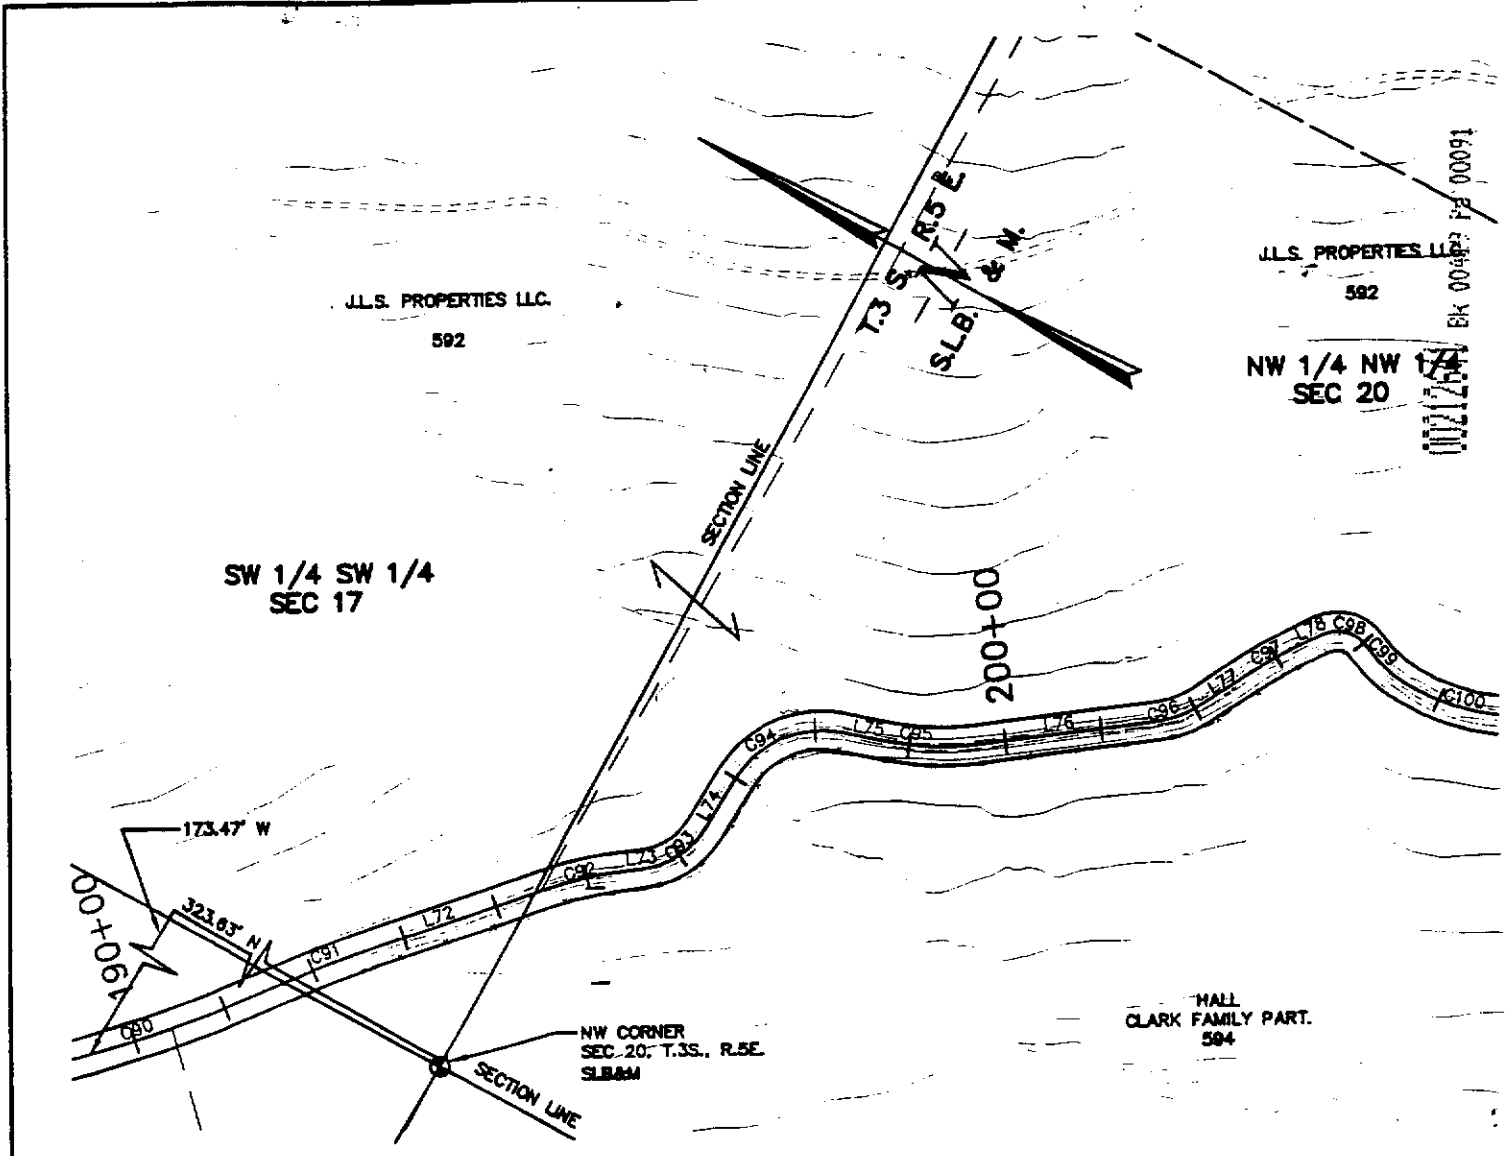 J.L.S. PROPERTIES LLC.
592
T.3 S. R.5 E.
S.L.B. & M.
J.L.S. PROPERTIES LLC.
592
NW 1/4 NW 1/4
SEC 20
00091
SECTION LINE
SW 1/4 SW 1/4
SEC 17
200+00
C90
C91
L72
C92
L73
C93
L74
C94
L75
C95
L76
C96
L77
C97
L78
C98
C99
C100
173.47' W
323.63' N
190+00
NW CORNER
SEC 20, T.3S., R.5E.
SLB&M
SECTION LINE
HALL
CLARK FAMILY PART.
594